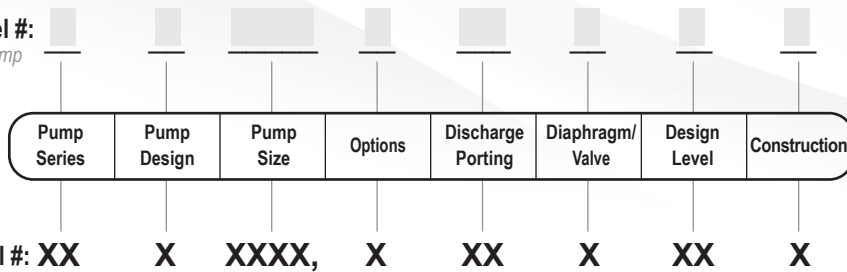 el #:
mp
Pump Series
Pump Design
Pump Size
Options
Discharge Porting
Diaphragm/ Valve
Design Level
Construction
l #: XX X XXXX, X XX X XX X